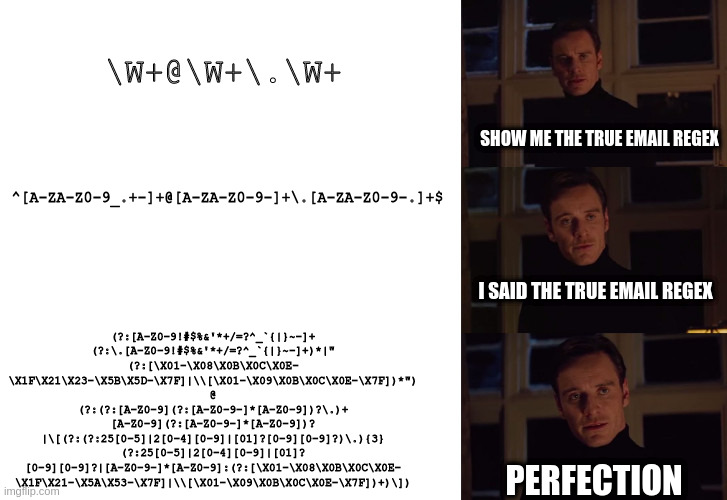 \W+@\W+\.\W+
SHOW ME THE TRUE EMAIL REGEX
^[A-ZA-Z0-9_.+-]+@[A-ZA-Z0-9-]+\.[A-ZA-Z0-9-.]+$
I SAID THE TRUE EMAIL REGEX
(?:[A-Z0-9!#$%&'*+/=?^_`{|}~-]+
(?:\.[A-Z0-9!#$%&'*+/=?^_`{|}~-]+)*|"
(?:[\X01-\X08\X0B\X0C\X0E-
\X1F\X21\X23-\X5B\X5D-\X7F]|\\[\X01-\X09\X0B\X0C\X0E-\X7F])*")
@
(?:(?:[A-Z0-9](?:[A-Z0-9-]*[A-Z0-9])?\.)+
[A-Z0-9](?:[A-Z0-9-]*[A-Z0-9])?
|\[(?:(?:25[0-5]|2[0-4][0-9]|[01]?[0-9][0-9]?)\.){3}
(?:25[0-5]|2[0-4][0-9]|[01]?
[0-9][0-9]?|[A-Z0-9-]*[A-Z0-9]:(?:[\X01-\X08\X0B\X0C\X0E-
\X1F\X21-\X5A\X53-\X7F]|\\[\X01-\X09\X0B\X0C\X0E-\X7F])+)\])
PERFECTION
imgflip.com